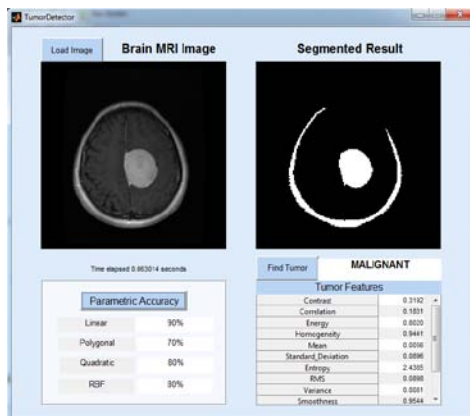 TumorDetector
Load Image
Brain MRI Image
Segmented Result
Time elapsed 0.863014 seconds
Find Tumor
MALIGNANT
Parametric Accuracy
Linear 90%
Polygonal 70%
Quadratic 80%
RBF 80%
Tumor Features
Contrast 0.3192
Correlation 0.1831
Energy 0.8020
Homogeneity 0.9441
Mean 0.0056
Standard_Deviation 0.0896
Entropy 2.4365
RMS 0.0898
Variance 0.0081
Smoothness 0.9544